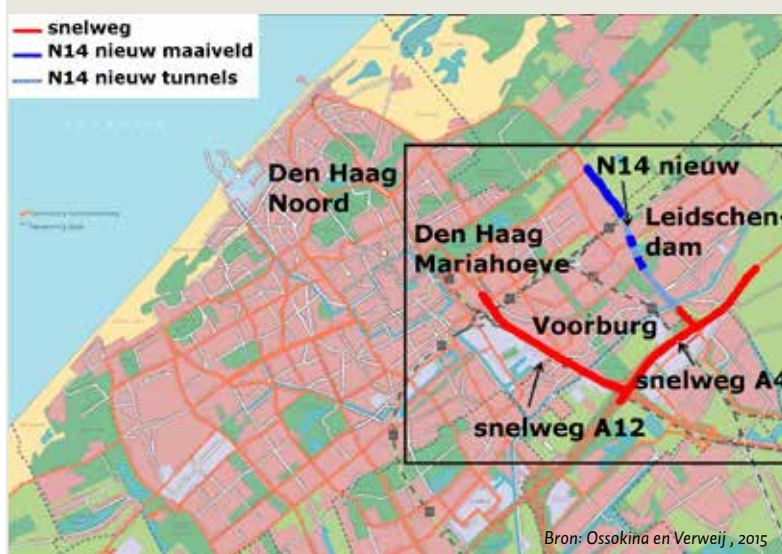 snelweg
N14 nieuw maaiveld
N14 nieuw tunnels
Den Haag
Noord
N14 nieuw
Leidschen-
dam
Den Haag
Mariahoeve
Voorburg
snelweg A4
snelweg A12
Bron: Ossokina en Verweij , 2015